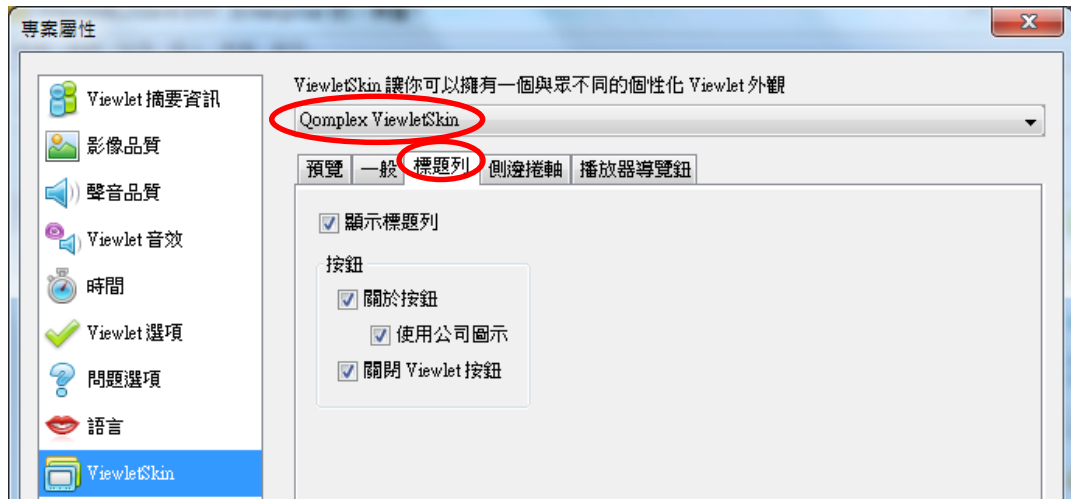 專案屬性
Viewlet 摘要資訊
影像品質
聲音品質
Viewlet 音效
時間
Viewlet 選項
問題選項
語言
ViewletSkin
ViewletSkin 讓你可以擁有一個與眾不同的個性化 Viewlet 外觀
Qomplex ViewletSkin
預覽 一般 標題列 側邊捲軸 播放器導覽鈕
顯示標題列
按鈕
關於按鈕
使用公司圖示
關閉 Viewlet 按鈕